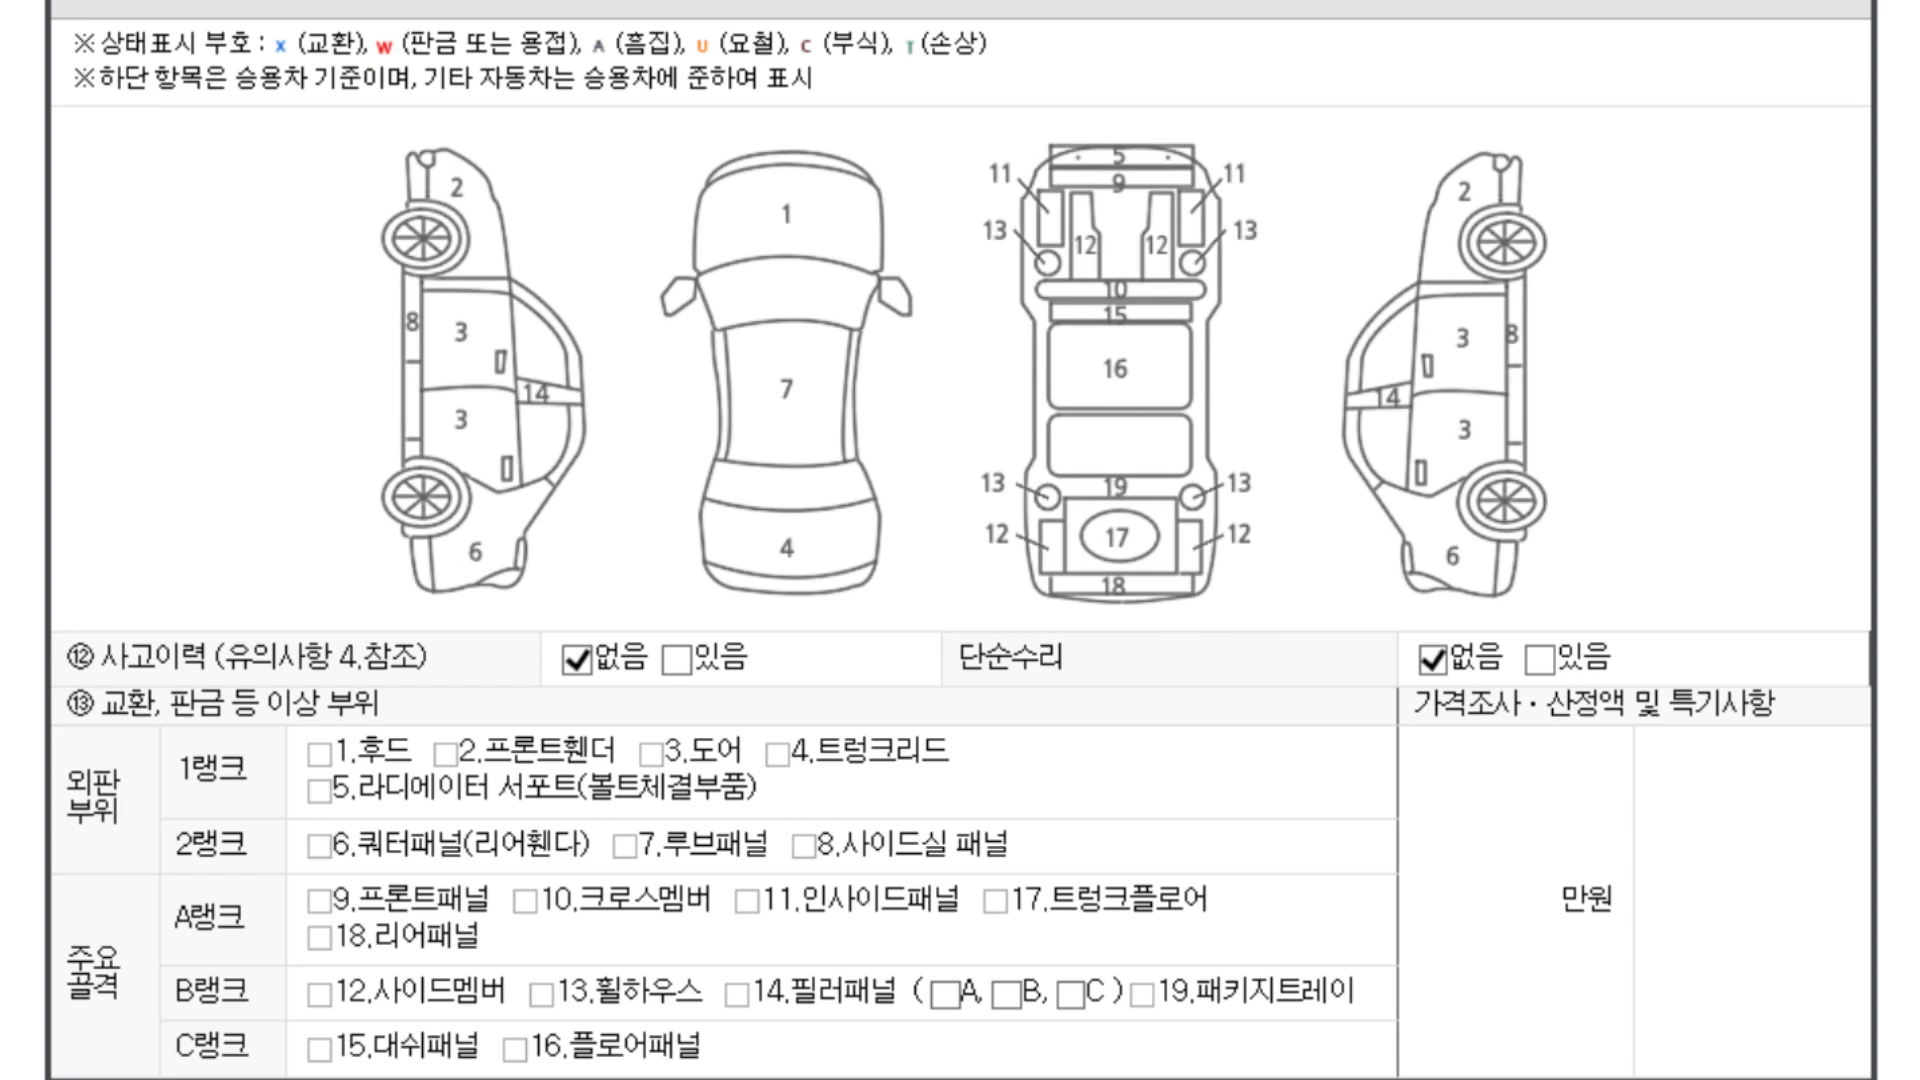 ※ 상태표시 부호 : X (교환), W (판금 또는 용접), A (흠집), U (요철), C (부식), T (손상)
※ 하단 항목은 승용차 기준이며, 기타 자동차는 승용차에 준하여 표시
2 8 3 3 14 6
1 7 4
5 9 11 11 13 13 12 12 10 15 16 13 13 19 12 12 17 18
2 3 8 4 3 6
⑫ 사고이력 (유의사항 4.참조) 없음 있음 단순수리 없음 있음
⑬ 교환, 판금 등 이상 부위 가격조사 · 산정액 및 특기사항
외판 부위
1랭크 1.후드 2.프론트휀더 3.도어 4.트렁크리드
5.라디에이터 서포트(볼트체결부품)
2랭크 6.쿼터패널(리어휀다) 7.루브패널 8.사이드실 패널
주요 골격
A랭크 9.프론트패널 10.크로스멤버 11.인사이드패널 17.트렁크플로어
18.리어패널
만원
B랭크 12.사이드멤버 13.휠하우스 14.필러패널 ( A, B, C ) 19.패키지트레이
C랭크 15.대쉬패널 16.플로어패널